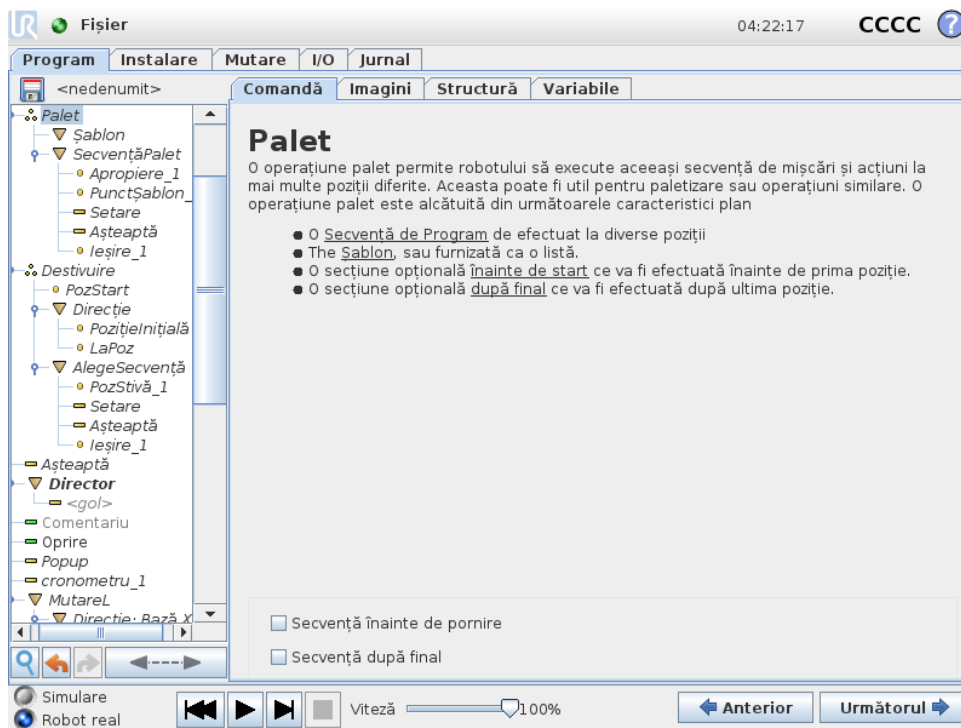 UR Fișier 04:22:17 CCCC ?
Program Instalare Mutare I/O Jurnal
<nedenumit>
Comandă Imagini Structură Variabile
Palet
Șablon
SecvențăPalet
Apropiere_1
PunctȘablon_
Setare
Așteaptă
Ieșire_1
Destivuire
PozStart
Direcție
PozițieInițială
LaPoz
AlegeSecvență
PozStivă_1
Setare
Așteaptă
Ieșire_1
Așteaptă
Director
<gol>
Comentariu
Oprire
Popup
cronometru_1
MutareL
Direcție: Bază X
Palet
O operațiune palet permite robotului să execute aceeași secvență de mișcări și acțiuni la
mai multe poziții diferite. Aceasta poate fi util pentru paletizare sau operațiuni similare. O
operațiune palet este alcătuită din următoarele caracteristici plan
O Secvență de Program de efectuat la diverse poziții
The Șablon, sau furnizată ca o listă.
O secțiune opțională înainte de start ce va fi efectuată înainte de prima poziție.
O secțiune opțională după final ce va fi efectuată după ultima poziție.
Secvență înainte de pornire
Secvență după final
Simulare
Robot real
Viteză 100%
Anterior Următorul